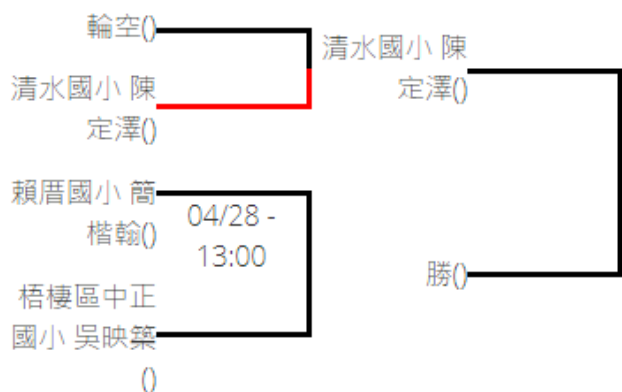 輪空()
清水國小 陳
定澤()
清水國小 陳
定澤()
賴厝國小 簡
楷翰()
04/28 -
13:00
梧棲區中正
國小 吳映築
()
勝()